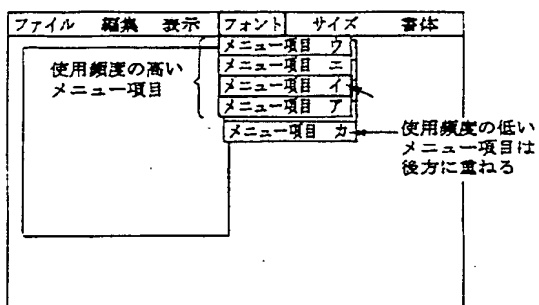 ファイル 編集 表示 フォント サイズ 書体
メニュー項目 ウ
メニュー項目 エ
メニュー項目 イ
メニュー項目 ア
メニュー項目 カ
使用頻度の高い
メニュー項目
使用頻度の低い
メニュー項目は
後方に重ねる